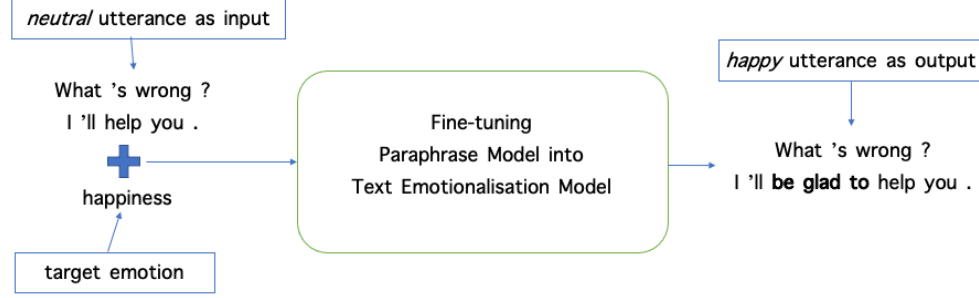 neutral utterance as input
What ’s wrong ?
I ’ll help you .
happiness
target emotion
Fine-tuning
Paraphrase Model into
Text Emotionalisation Model
happy utterance as output
What ’s wrong ?
I ’ll be glad to help you .